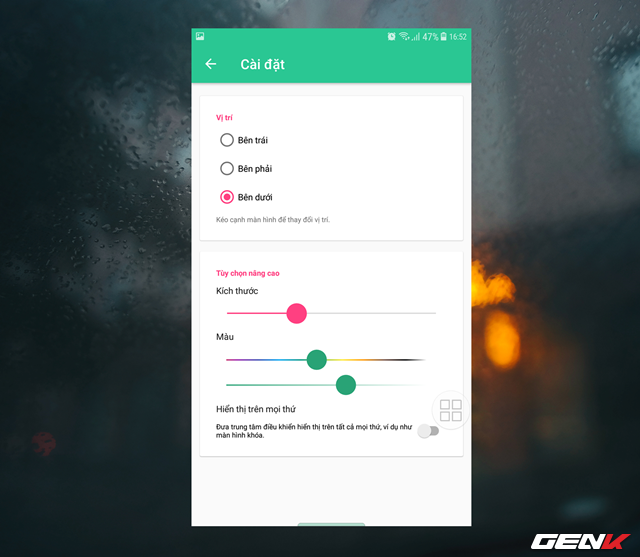 47% 16:52
Cài đặt
Vị trí
Bên trái
Bên phải
Bên dưới
Kéo cạnh màn hình để thay đổi vị trí.
Tùy chọn nâng cao
Kích thước
Màu
Hiển thị trên mọi thứ
Đưa trung tâm điều khiển hiển thị trên tất cả mọi thứ, ví dụ như
màn hình khóa.
GENK